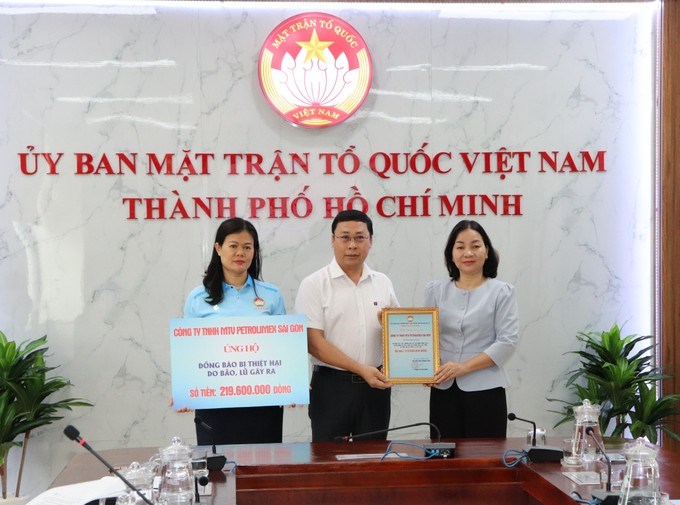 MẶT TRẬN TỔ QUỐC
VIỆT NAM
ỦY BAN MẶT TRẬN TỔ QUỐC VIỆT NAM
THÀNH PHỐ HỒ CHÍ MINH
CÔNG TY TNHH MTV PETROLIMEX SÀI GÒN
ỦNG HỘ
ĐỒNG BÀO BỊ THIỆT HẠI
DO BÃO, LŨ GÂY RA
SỐ TIỀN: 219.600.000 ĐỒNG